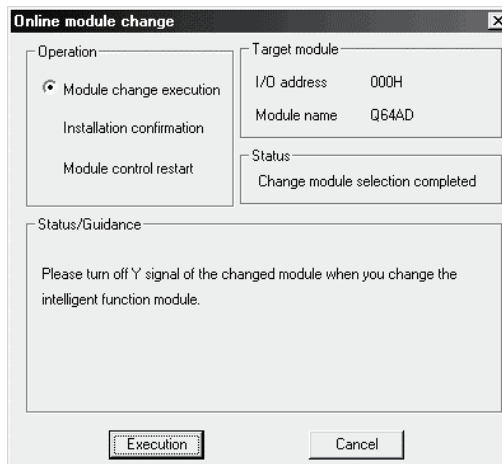 Online module change
Operation
Module change execution
Installation confirmation
Module control restart
Target module
I/O address 000H
Module name Q64AD
Status
Change module selection completed
Status/Guidance
Please turn off Y signal of the changed module when you change the
intelligent function module.
Execution Cancel